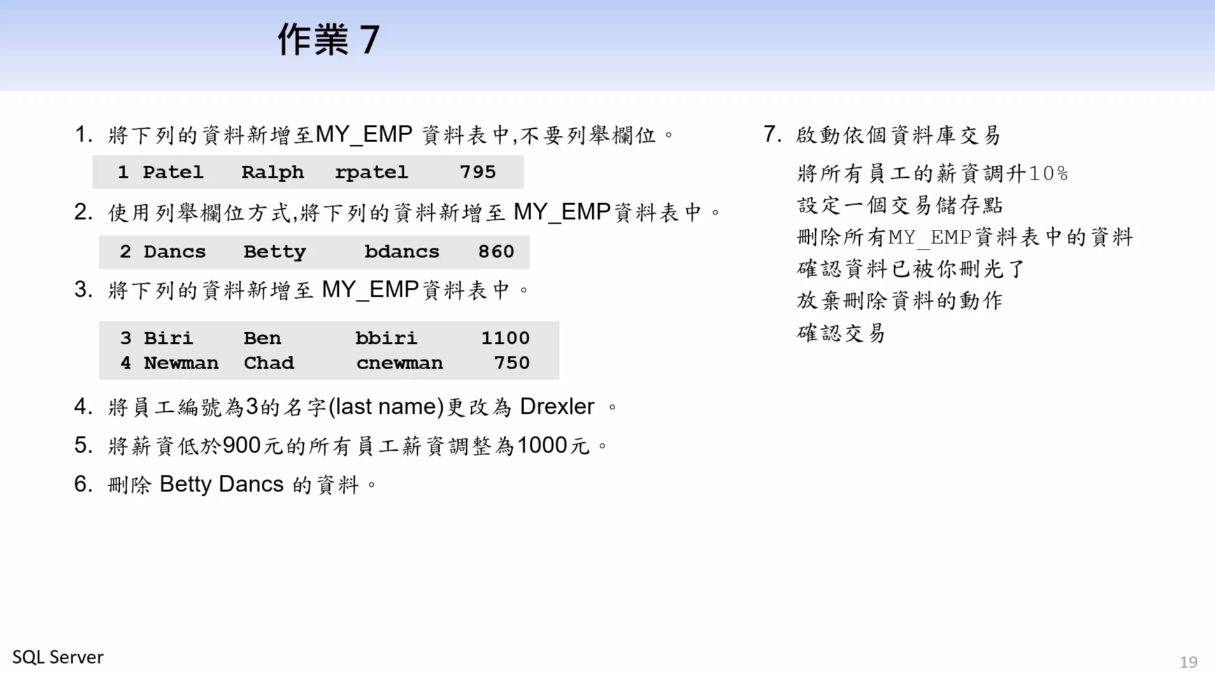 作業 7
1. 將下列的資料新增至MY_EMP 資料表中,不要列舉欄位。
1 Patel Ralph rpatel 795
2. 使用列舉欄位方式,將下列的資料新增至 MY_EMP資料表中。
2 Dancs Betty bdancs 860
3. 將下列的資料新增至 MY_EMP資料表中。
3 Biri Ben bbiri 1100
4 Newman Chad cnewman 750
4. 將員工編號為3的名字(last name)更改為 Drexler 。
5. 將薪資低於900元的所有員工薪資調整為1000元。
6. 刪除 Betty Dancs 的資料。
7. 啟動依個資料庫交易
將所有員工的薪資調升10%
設定一個交易儲存點
刪除所有MY_EMP資料表中的資料
確認資料已被你刪光了
放棄刪除資料的動作
確認交易
SQL Server
19